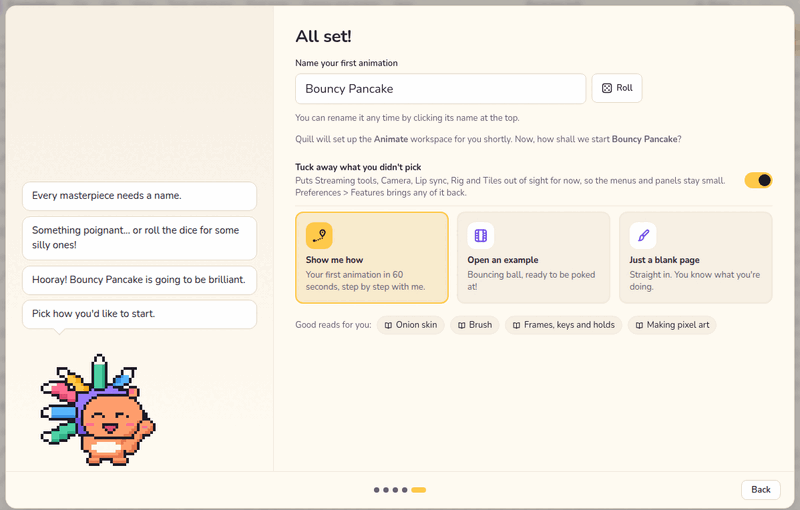 Every masterpiece needs a name.
Something poignant... or roll the dice for some
silly ones!
Hooray! Bouncy Pancake is going to be brilliant.
Pick how you'd like to start.
All set!
Name your first animation
Bouncy Pancake
Roll
You can rename it any time by clicking its name at the top.
Quill will set up the Animate workspace for you shortly. Now, how shall we start Bouncy Pancake?
Tuck away what you didn't pick
Puts Streaming tools, Camera, Lip sync, Rig and Tiles out of sight for now, so the menus and panels stay small.
Preferences > Features brings any of it back.
Show me how
Your first animation in 60
seconds, step by step with me.
Open an example
Bouncing ball, ready to be poked
at!
Just a blank page
Straight in. You know what you're
doing.
Good reads for you:
Onion skin
Brush
Frames, keys and holds
Making pixel art
Back